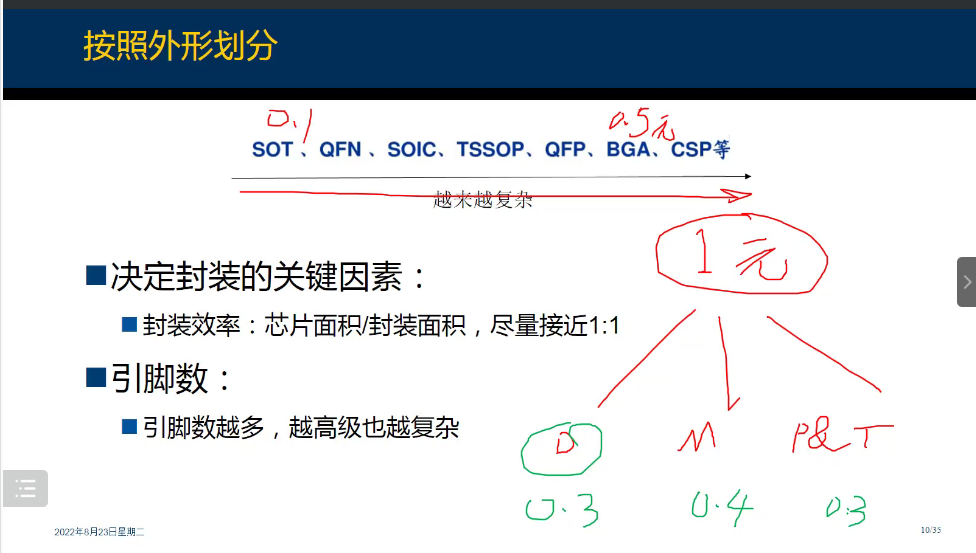 按照外形划分
0.1 0.5元
SOT 、QFN 、SOIC、TSSOP、QFP、BGA、CSP等
越来越复杂
1元
■决定封装的关键因素：
■封装效率：芯片面积/封装面积，尽量接近1:1
■引脚数：
■引脚数越多，越高级也越复杂
D M P&T
0.3 0.4 0.3
2022年8月23日星期二 10/35